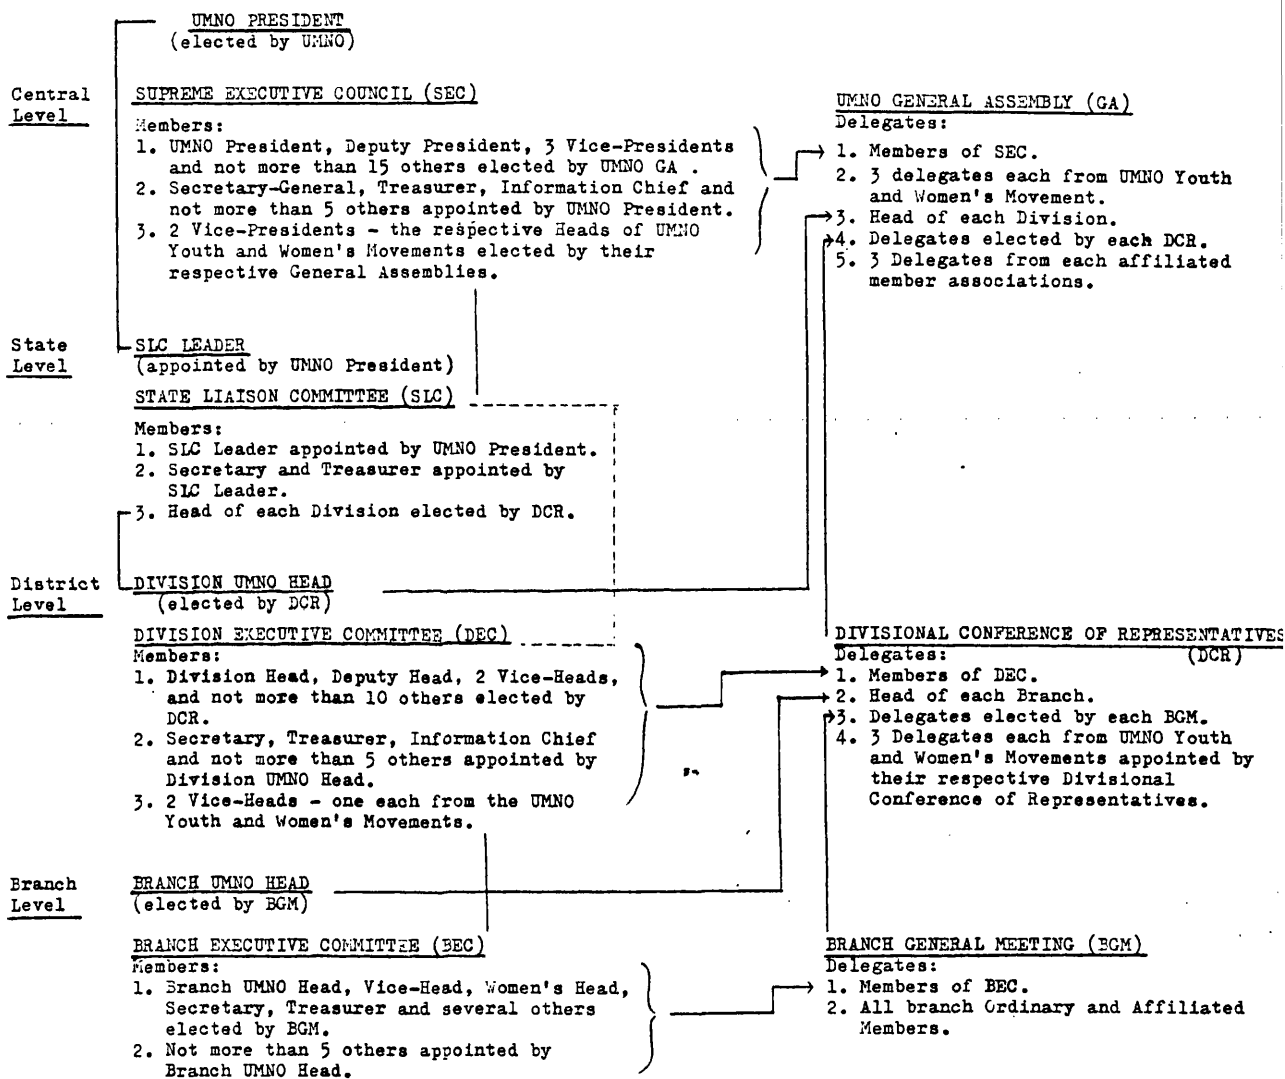 UMNO PRESIDENT
(elected by UMNO)
Central
Level
SUPREME EXECUTIVE COUNCIL (SEC)
Members:
1. UMNO President, Deputy President, 3 Vice-Presidents
and not more than 15 others elected by UMNO GA .
2. Secretary-General, Treasurer, Information Chief and
not more than 5 others appointed by UMNO President.
3. 2 Vice-Presidents - the respective Heads of UMNO
Youth and Women's Movements elected by their
respective General Assemblies.
UMNO GENERAL ASSEMBLY (GA)
Delegates:
1. Members of SEC.
2. 3 delegates each from UMNO Youth
and Women's Movement.
3. Head of each Division.
4. Delegates elected by each DCR.
5. 3 Delegates from each affiliated
member associations.
State
Level
SLC LEADER
(appointed by UMNO President)
STATE LIAISON COMMITTEE (SLC)
Members:
1. SLC Leader appointed by UMNO President.
2. Secretary and Treasurer appointed by
SLC Leader.
3. Head of each Division elected by DCR.
District
Level
DIVISION UMNO HEAD
(elected by DCR)
DIVISION EXECUTIVE COMMITTEE (DEC)
Members:
1. Division Head, Deputy Head, 2 Vice-Heads,
and not more than 10 others elected by
DCR.
2. Secretary, Treasurer, Information Chief
and not more than 5 others appointed by
Division UMNO Head.
3. 2 Vice-Heads - one each from the UMNO
Youth and Women's Movements.
DIVISIONAL CONFERENCE OF REPRESENTATIVES
(DCR)
Delegates:
1. Members of DEC.
2. Head of each Branch.
3. Delegates elected by each BGM.
4. 3 Delegates each from UMNO Youth
and Women's Movements appointed by
their respective Divisional
Conference of Representatives.
Branch
Level
BRANCH UMNO HEAD
(elected by BGM)
BRANCH EXECUTIVE COMMITTEE (BEC)
Members:
1. Branch UMNO Head, Vice-Head, Women's Head,
Secretary, Treasurer and several others
elected by BGM.
2. Not more than 5 others appointed by
Branch UMNO Head.
BRANCH GENERAL MEETING (BGM)
Delegates:
1. Members of BEC.
2. All branch Ordinary and Affiliated
Members.